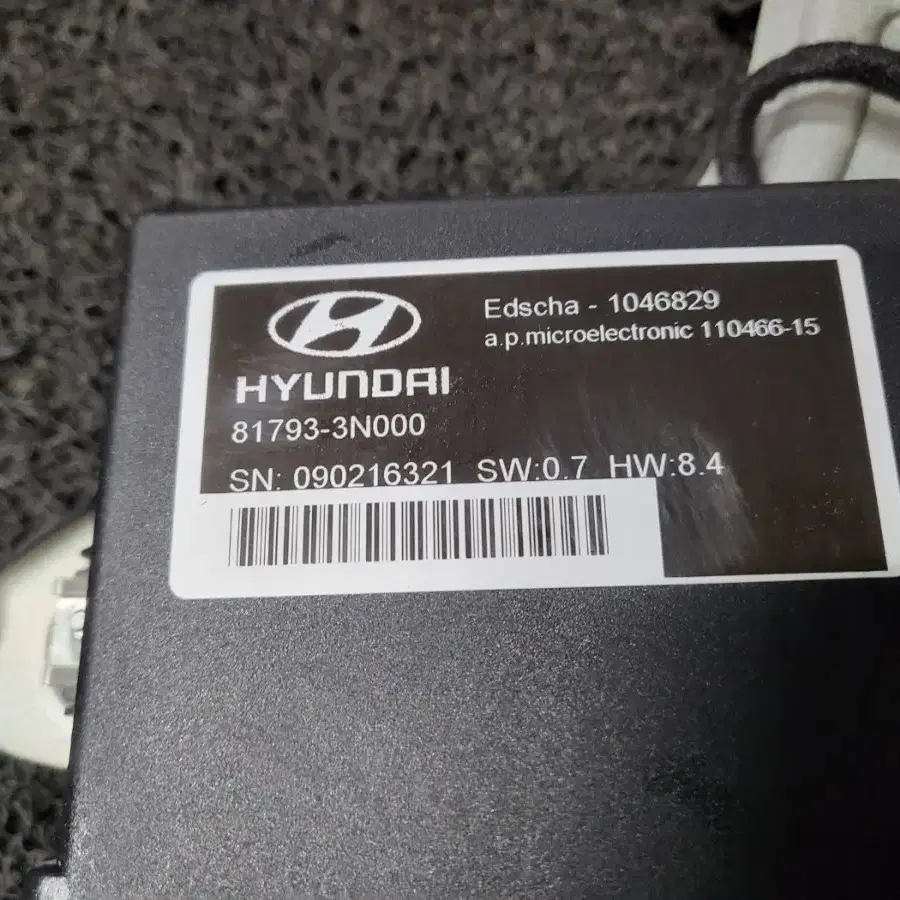 Edscha - 1046829
a.p.microelectronic 110466-15
HYUNDAI
81793-3N000
SN: 090216321 SW:0.7 HW:8.4